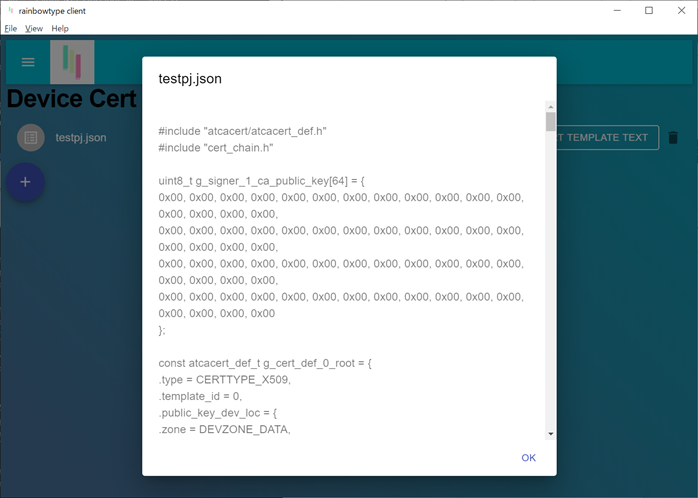 rainbowtype client
File View Help
Device Cert
testpj.json
T TEMPLATE TEXT
testpj.json
#include "atcacert/atcacert_def.h"
#include "cert_chain.h"
uint8_t g_signer_1_ca_public_key[64] = {
0x00, 0x00, 0x00, 0x00, 0x00, 0x00, 0x00, 0x00, 0x00, 0x00, 0x00, 0x00,
0x00, 0x00, 0x00, 0x00,
0x00, 0x00, 0x00, 0x00, 0x00, 0x00, 0x00, 0x00, 0x00, 0x00, 0x00, 0x00,
0x00, 0x00, 0x00, 0x00,
0x00, 0x00, 0x00, 0x00, 0x00, 0x00, 0x00, 0x00, 0x00, 0x00, 0x00, 0x00,
0x00, 0x00, 0x00, 0x00,
0x00, 0x00, 0x00, 0x00, 0x00, 0x00, 0x00, 0x00, 0x00, 0x00, 0x00, 0x00,
0x00, 0x00, 0x00, 0x00
};
const atcacert_def_t g_cert_def_0_root = {
.type = CERTTYPE_X509,
.template_id = 0,
.public_key_dev_loc = {
.zone = DEVZONE_DATA,
OK